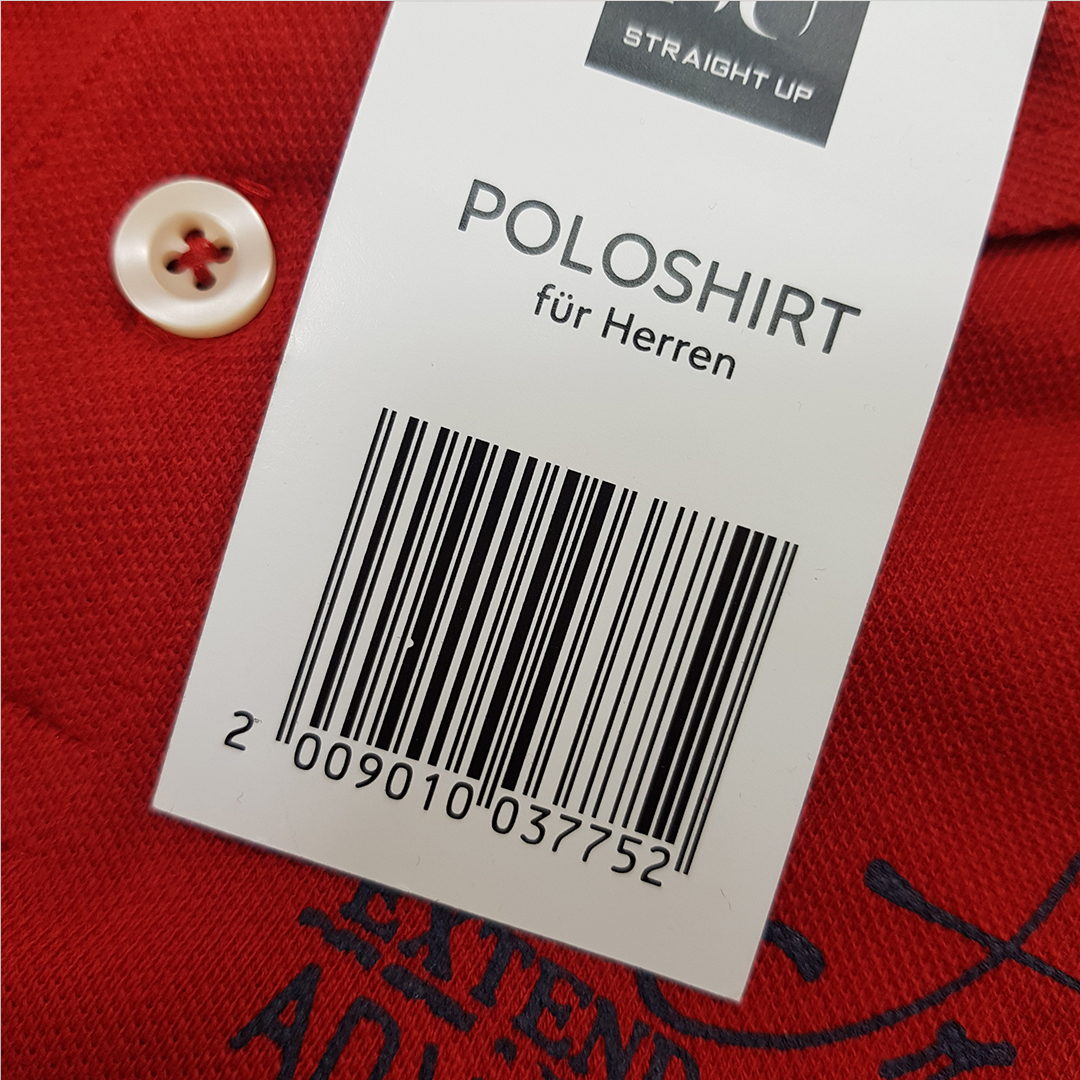 STRAIGHT UP
POLOSHIRT
für Herren
2 009010 037752
EXTEND